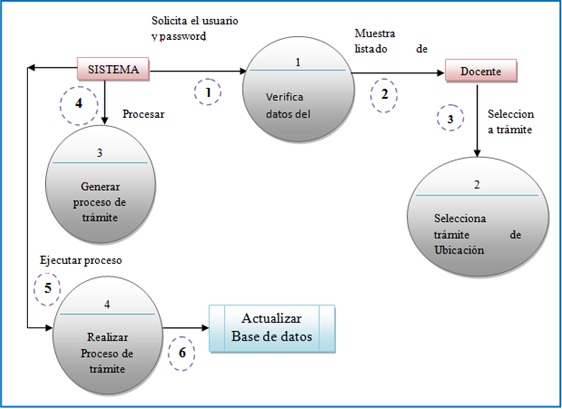 Solicita el usuario
y password
Muestra
listado de
SISTEMA
1
Verifica
datos del
Docente
1
2
4
Procesar
3
Seleccion
a trámite
3
Generar
proceso de
trámite
2
Selecciona
trámite de
Ubicación
Ejecutar proceso
5
4
Realizar
Proceso de
trámite
6
Actualizar
Base de datos